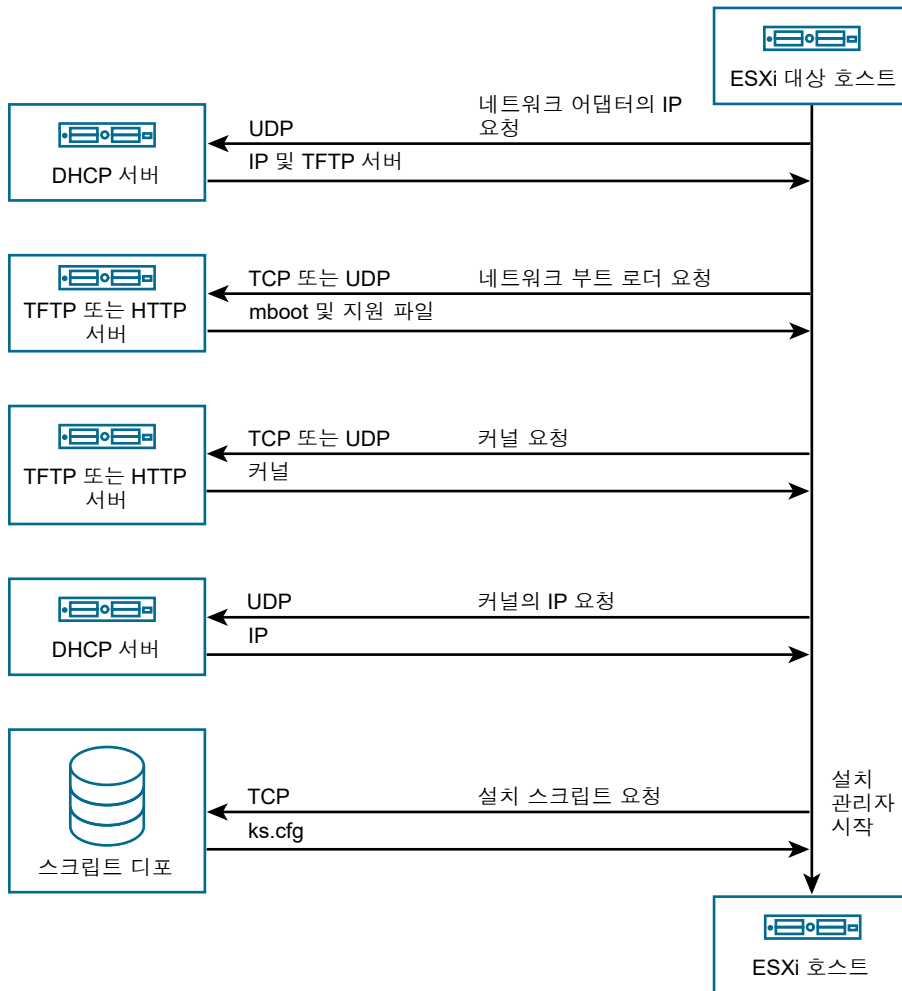 ESXi 대상 호스트
네트워크 어댑터의 IP
요청
UDP
IP 및 TFTP 서버
DHCP 서버
TCP 또는 UDP
네트워크 부트 로더 요청
mboot 및 지원 파일
TFTP 또는 HTTP
서버
TCP 또는 UDP
커널 요청
커널
TFTP 또는 HTTP
서버
UDP
커널의 IP 요청
IP
DHCP 서버
TCP
설치 스크립트 요청
ks.cfg
스크립트 디포
설치
관리자
시작
ESXi 호스트